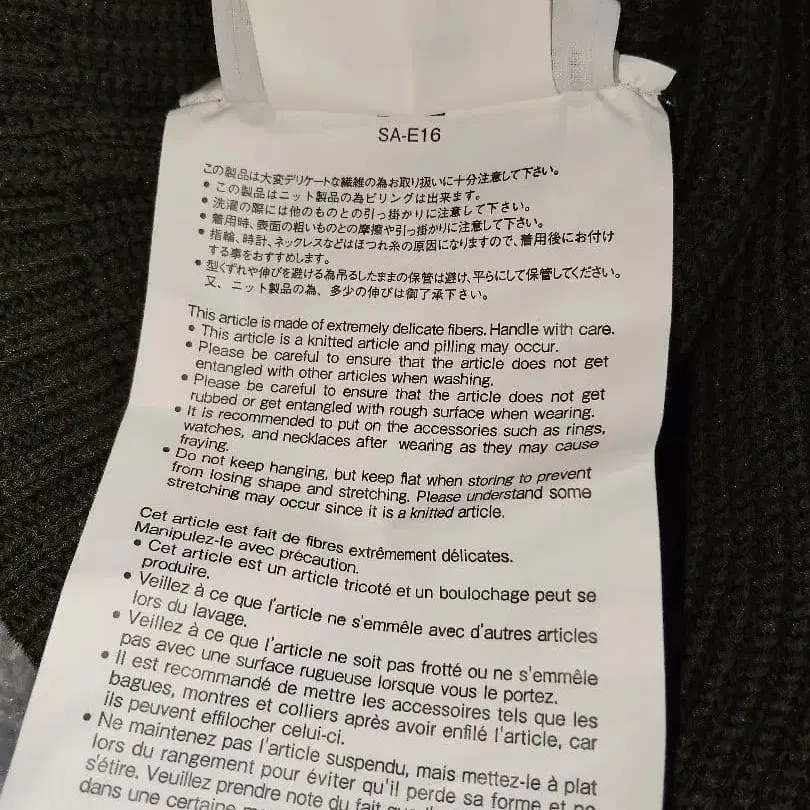 SA-E16
この製品は大変デリケートな繊維の為お取り扱いに十分注意して下さい。
● この製品はニット製品の為ピリングは出来ます。
● 洗濯の際には他のものとの引っ掛かりに注意して下さい。
● 着用時、表面の粗いものとの摩擦や引っ掛かりに注意して下さい。
● 指輪、時計、ネックレスなどはほつれ糸の原因になりますので、着用後にお付け
する事をおすすめします。
● 型くずれや伸びを避ける為吊るしたままの保管は避け、平らにして保管してください。
又、ニット製品の為、多少の伸びは御了承下さい。
This article is made of extremely delicate fibers. Handle with care.
● This article is a knitted article and pilling may occur.
● Please be careful to ensure that the article does not get
entangled with other articles when washing.
● Please be careful to ensure that the article does not get
rubbed or get entangled with rough surface when wearing.
● It is recommended to put on the accessories such as rings,
watches, and necklaces after wearing as they may cause
fraying.
● Do not keep hanging, but keep flat when storing to prevent
from losing shape and stretching. Please understand some
stretching may occur since it is a knitted article.
Cet article est fait de fibres extrêmement délicates.
Manipulez-le avec précaution.
● Cet article est un article tricoté et un boulochage peut se
produire.
● Veillez à ce que l'article ne s'emmêle avec d'autres articles
lors du lavage.
● Veillez à ce que l'article ne soit pas frotté ou ne s'emmêle
pas avec une surface rugueuse lorsque vous le portez.
● Il est recommandé de mettre les accessoires tels que les
bagues, montres et colliers après avoir enfilé l'article, car
ils peuvent effilocher celui-ci.
● Ne maintenez pas l'article suspendu, mais mettez-le à plat
lors du rangement pour éviter qu'il perde sa forme et ne
s'étire. Veuillez prendre note du fait que
dans une certaine